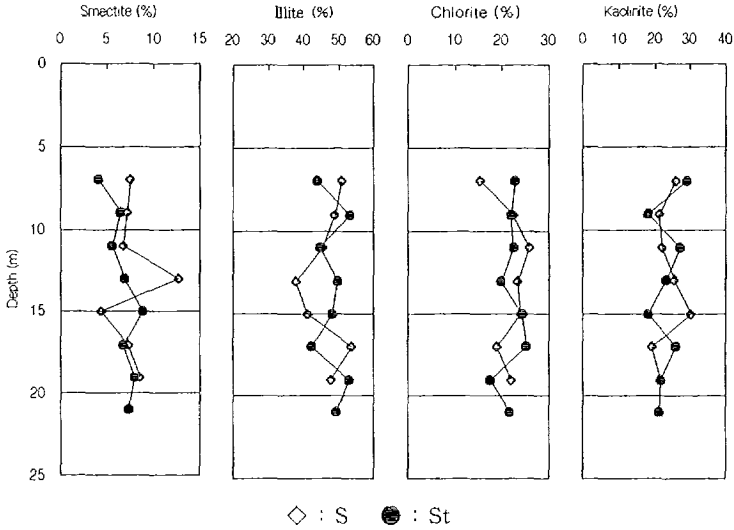 Smactite (%) Illite (%) Chlorite (%) Kaolinite (%)
0 5 10 15 20 30 40 50 60 0 10 20 30 0 10 20 30 40
0
5
10
15
20
25
Depth (m)
◇ : S ● : St